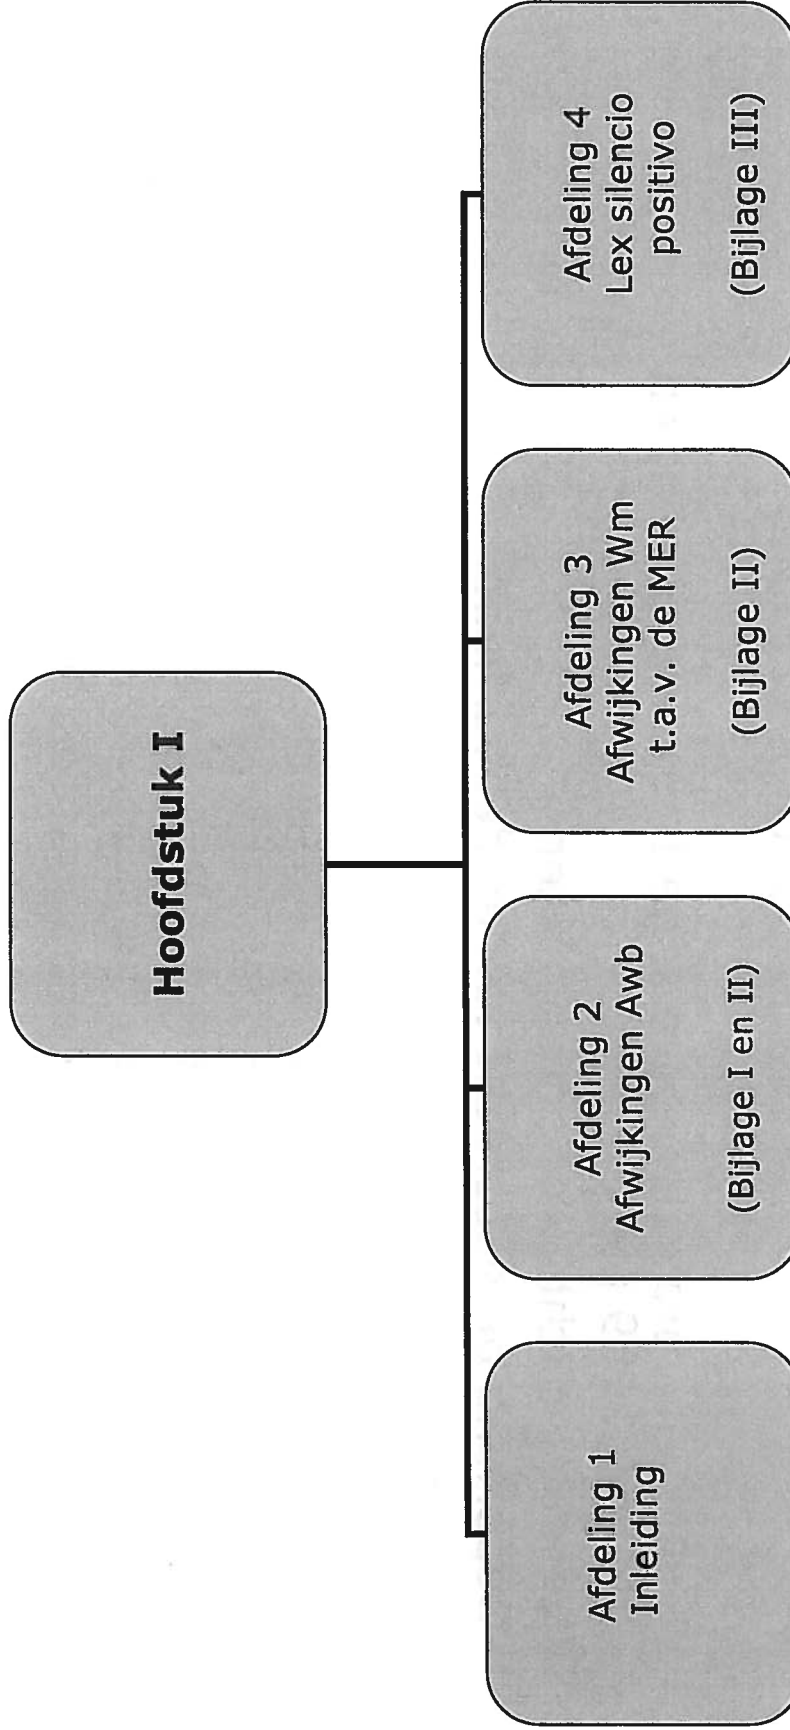 Hoofdstuk I
Afdeling 1
Inleiding
Afdeling 2
Afwijkingen Awb
(Bijlage I en II)
Afdeling 3
Afwijkingen Wm
t.a.v. de MER
(Bijlage II)
Afdeling 4
Lex silencio
positivo
(Bijlage III)